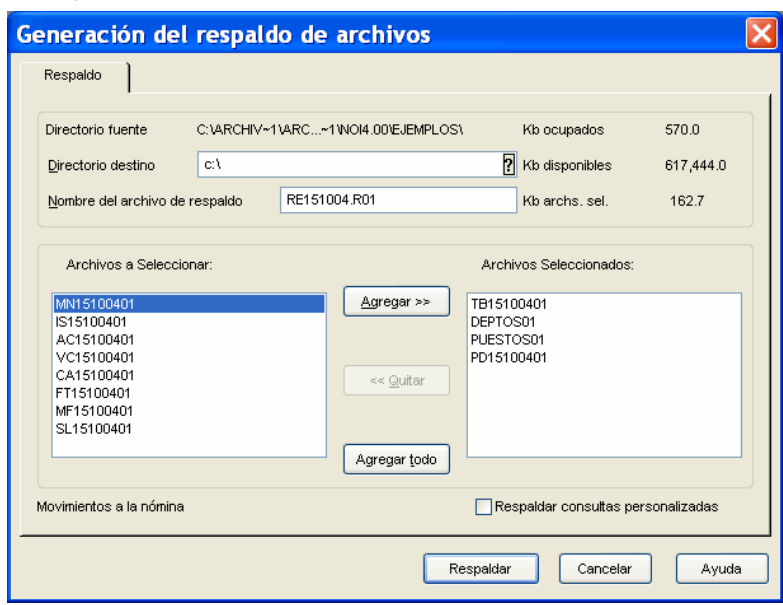 Generación del respaldo de archivos
Respaldo
Directorio fuente C:\ARCHIV~1\ARC...~1\NOI4.00\EJEMPLOS\ Kb ocupados 570.0
Directorio destino c:\ ? Kb disponibles 617,444.0
Nombre del archivo de respaldo RE151004.R01 Kb archs. sel. 162.7
Archivos a Seleccionar: Archivos Seleccionados:
MN15100401 Agregar >> TB15100401
IS15100401 DEPTOS01
AC15100401 PUESTOS01
VC15100401 PD15100401
CA15100401 << Quitar
FT15100401
MF15100401
SL15100401
Agregar todo
Movimientos a la nómina Respaldar consultas personalizadas
Respaldar Cancelar Ayuda